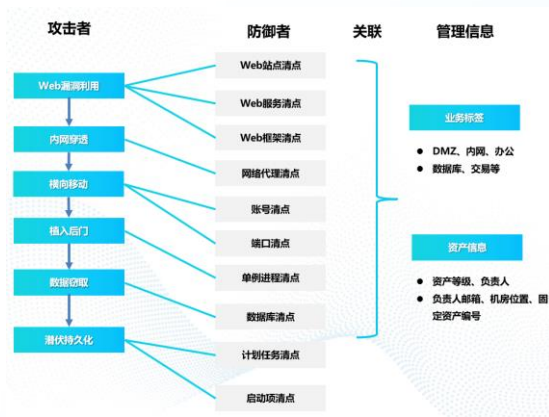 攻击者
防御者
关联
管理信息
Web漏洞利用
内网穿透
横向移动
植入后门
数据窃取
潜伏持久化
Web站点清点
Web服务清点
Web框架清点
网络代理清点
账号清点
端口清点
单例进程清点
数据库清点
计划任务清点
启动项清点
业务标签
● DMZ、内网、办公
● 数据库、交易等
资产信息
● 资产等级、负责人
● 负责人邮箱、机房位置、固
定资产编号